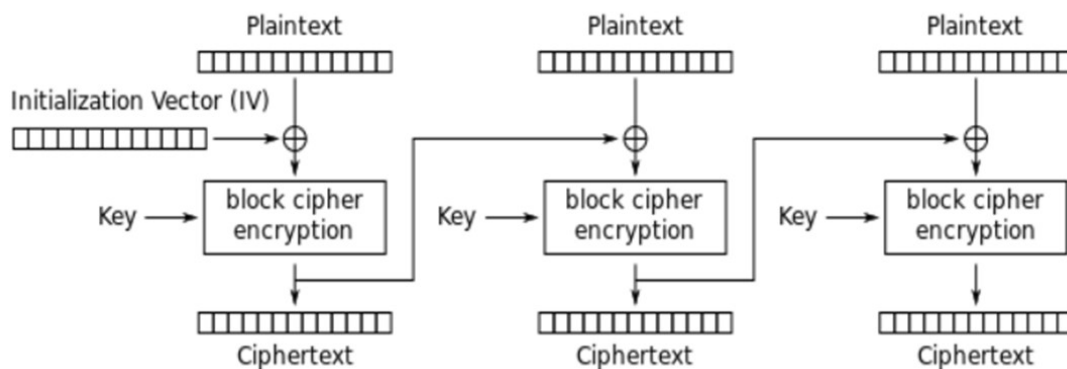 Plaintext Plaintext Plaintext
Initialization Vector (IV)
Key block cipher encryption Key block cipher encryption Key block cipher encryption
Ciphertext Ciphertext Ciphertext